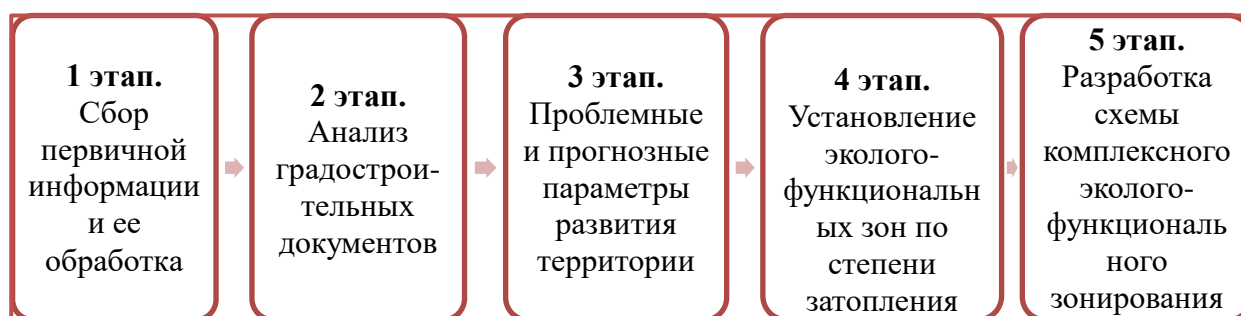 1 этап.
Сбор
первичной
информации
и ее
обработка
2 этап.
Анализ
градострои-
тельных
документов
3 этап.
Проблемные
и прогнозные
параметры
развития
территории
4 этап.
Установление
эколого-
функциональн
ых зон по
степени
затопления
5 этап.
Разработка
схемы
комплексного
эколого-
функциональ
ного
зонирования